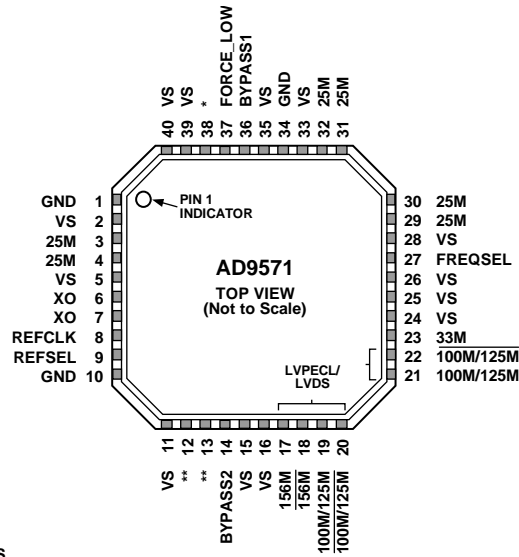 40 VS
39 VS
38 *
37 FORCE_LOW
36 BYPASS1
35 VS
34 GND
33 VS
32 25M
31 25M
GND 1
VS 2
25M 3
25M 4
VS 5
XO 6
XO 7
REFCLK 8
REFSEL 9
GND 10
PIN 1
INDICATOR
AD9571
TOP VIEW
(Not to Scale)
LVPECL/
LVDS
30 25M
29 25M
28 VS
27 FREQSEL
26 VS
25 VS
24 VS
23 33M
22 100M/125M
21 100M/125M
VS 11
** 12
** 13
BYPASS2 14
VS 15
VS 16
156M 17
156M 18
100M/125M 19
100M/125M 20